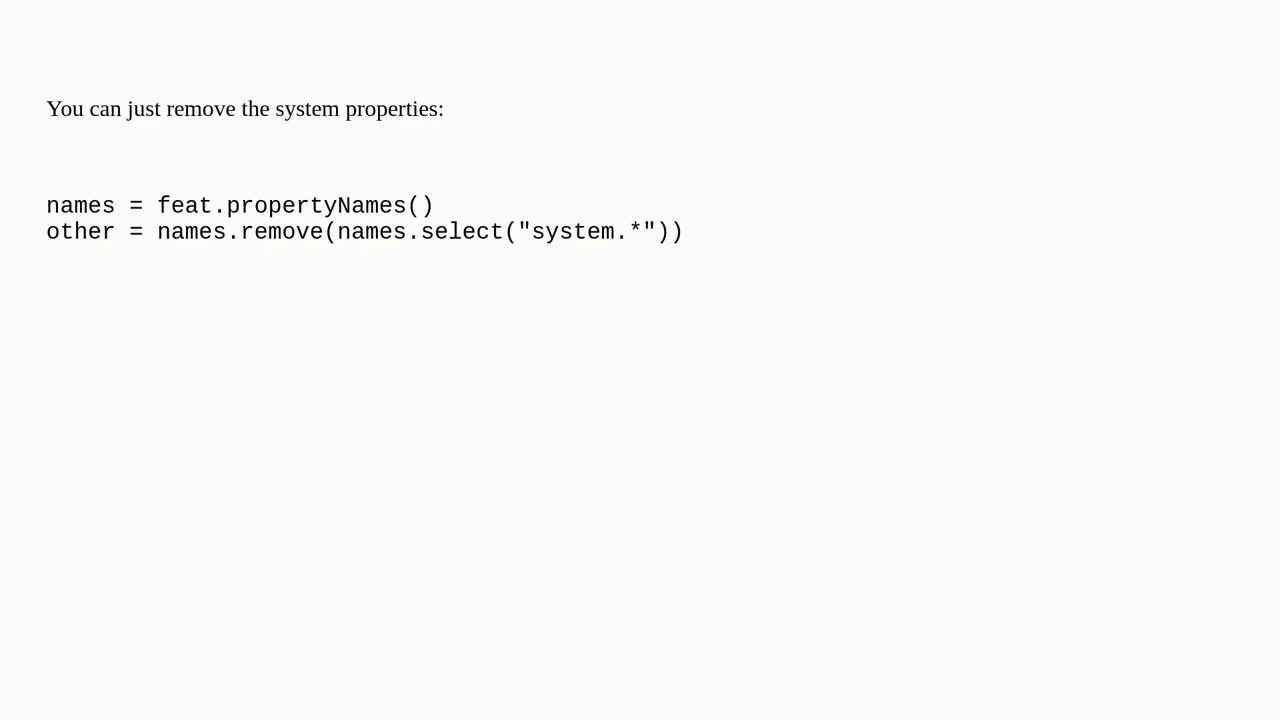 You can just remove the system properties:
names = feat.propertyNames()
other = names.remove(names.select("system.*"))